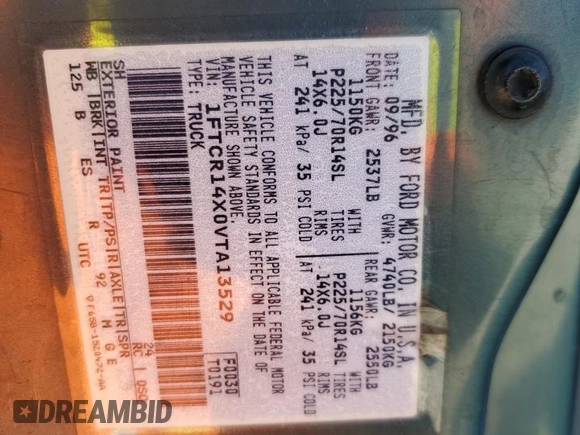 MFD. BY FORD MOTOR CO. IN U.S.A.
09/96 GVWR: 4740LB/ 2150KG
FRONT GAWR: 2537LB REAR GAWR: 2550LB
1150KG WITH 1156KG WITH
P225/70R14SL TIRES P225/70R14SL TIRES
14X6.0J RIMS 14X6.0J RIMS
AT 241 kPa/ 35 PSI COLD AT 241 kPa/ 35 PSI COLD
THIS VEHICLE CONFORMS TO ALL APPLICABLE FEDERAL MOTOR
VEHICLE SAFETY STANDARDS IN EFFECT ON THE DATE OF
MANUFACTURE SHOWN ABOVE.
VIN: 1FTCR14X0VTA13529 F0030
TYPE: TRUCK T0191
SH 24
EXTERIOR PAINT RC: DSO
WB BRK INT TR TP/PS R AXLE TR SPR
125 B ES R 92 M G E
UTC
DREAMBID